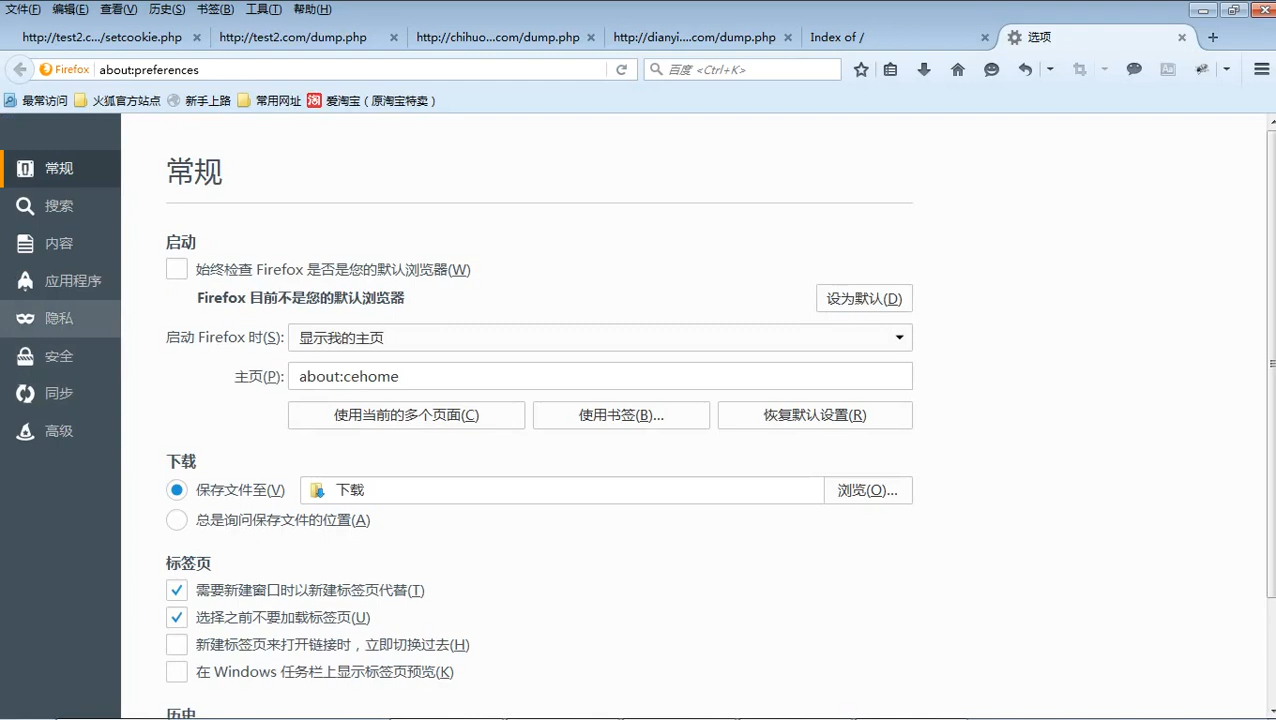 文件(F) 编辑(E) 查看(V) 历史(S) 书签(B) 工具(T) 帮助(H)
http://test2.c.../setcookie.php http://test2.com/dump.php http://chihuo....com/dump.php http://dianyi....com/dump.php Index of / 选项
Firefox about:preferences 百度 <Ctrl+K>
最常访问 火狐官方站点 新手上路 常用网址 淘 爱淘宝（原淘宝特卖）
常规
搜索
内容
应用程序
隐私
安全
同步
高级
常规
启动
始终检查 Firefox 是否是您的默认浏览器(W)
Firefox 目前不是您的默认浏览器 设为默认(D)
启动 Firefox 时(S): 显示我的主页
主页(P): about:cehome
使用当前的多个页面(C) 使用书签(B)... 恢复默认设置(R)
下载
保存文件至(V) 下载 浏览(O)...
总是询问保存文件的位置(A)
标签页
需要新建窗口时以新建标签页代替(T)
选择之前不要加载标签页(U)
新建标签页来打开链接时，立即切换过去(H)
在 Windows 任务栏上显示标签页预览(K)
历史